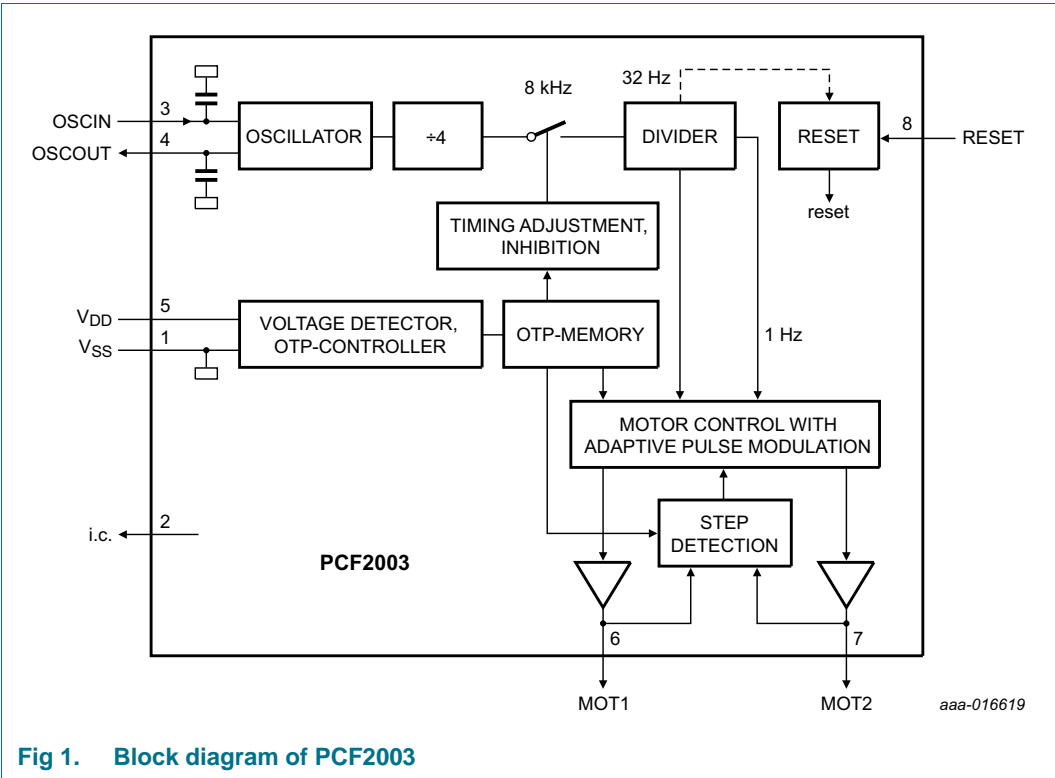 8 kHz
32 Hz
3
OSCIN
4
OSCOUT
OSCILLATOR
÷4
DIVIDER
RESET
8
RESET
reset
TIMING ADJUSTMENT,
INHIBITION
5
VDD
1
VSS
VOLTAGE DETECTOR,
OTP-CONTROLLER
OTP-MEMORY
1 Hz
MOTOR CONTROL WITH
ADAPTIVE PULSE MODULATION
2
i.c.
STEP
DETECTION
PCF2003
6
7
MOT1
MOT2
aaa-016619
Fig 1. Block diagram of PCF2003